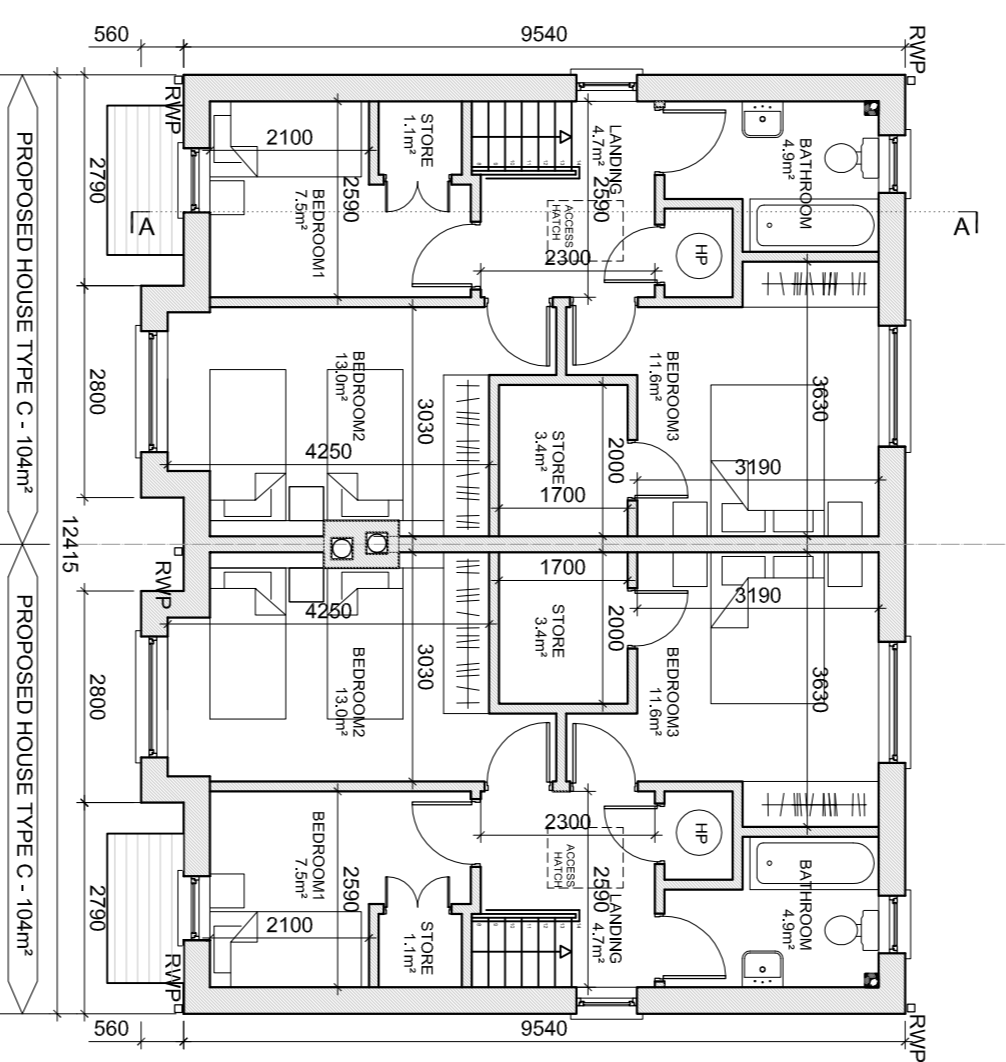 560
9540
RWP
RWP
PROPOSED HOUSE TYPE C - 104m²
2790
2100
STORE
1.1m²
LANDING
4.7m²
BATHROOM
4.9m²
2590
BEDROOM1
7.5m²
2590
ACCESS
HATCH
HP
A
A
2300
2800
BEDROOM2
13.0m²
3030
4250
STORE
3.4m²
2000
1700
BEDROOM3
11.6m²
3630
3190
12415
RWP
PROPOSED HOUSE TYPE C - 104m²
2800
4250
BEDROOM2
13.0m²
3030
1700
STORE
3.4m²
2000
3190
BEDROOM3
11.6m²
3630
2790
BEDROOM1
7.5m²
2590
2100
STORE
1.1m²
2300
ACCESS
HATCH
2590
LANDING
4.7m²
HP
BATHROOM
4.9m²
RWP
RWP
560
9540